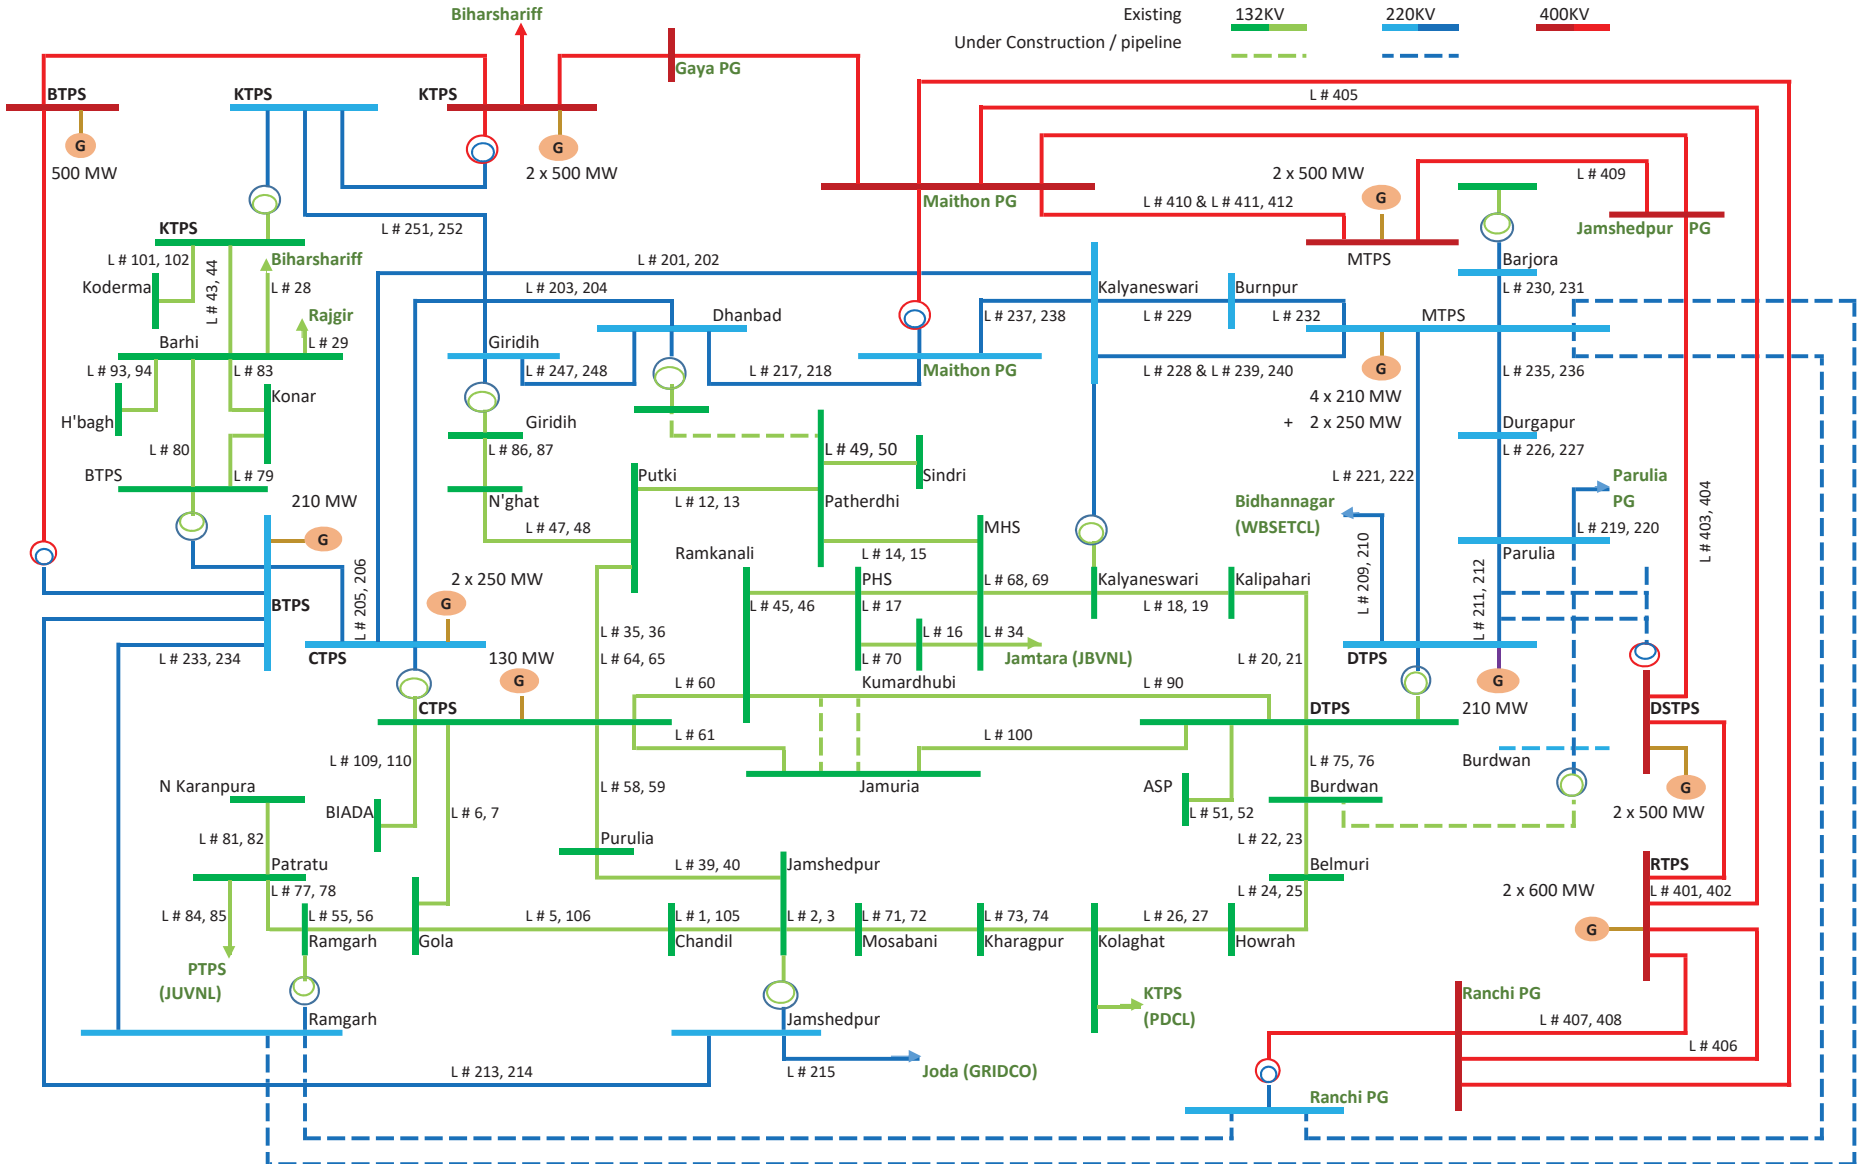 Biharshariff
Existing 132KV 220KV 400KV
Under Construction / pipeline
Gaya PG
BTPS
KTPS
KTPS
L # 405
G
500 MW
G
2 x 500 MW
2 x 500 MW
G
L # 409
Maithon PG
L # 410 & L # 411, 412
Jamshedpur PG
KTPS
L # 251, 252
MTPS
L # 101, 102
Biharshariff
L # 43, 44
L # 201, 202
Barjora
Koderma
L # 28
L # 203, 204
Kalyaneswari
Burnpur
L # 230, 231
Rajgir
Dhanbad
L # 237, 238
L # 229
L # 232
MTPS
Barhi
L # 29
Giridih
L # 93, 94
L # 83
L # 247, 248
L # 217, 218
Maithon PG
L # 228 & L # 239, 240
G
L # 235, 236
Konar
4 x 210 MW
+ 2 x 250 MW
H'bagh
Giridih
Durgapur
L # 80
L # 86, 87
L # 49, 50
L # 226, 227
BTPS
L # 79
Putki
Sindri
L # 221, 222
Parulia
PG
210 MW
N'ghat
L # 12, 13
Patherdhi
Bidhannagar
(WBSETCL)
L # 403, 404
G
L # 47, 48
MHS
L # 219, 220
Ramkanali
L # 14, 15
Parulia
L # 205, 206
2 x 250 MW
PHS
L # 68, 69
Kalyaneswari
Kalipahari
L # 209, 210
L # 211, 212
BTPS
G
L # 45, 46
L # 17
L # 18, 19
L # 35, 36
L # 16
L # 34
L # 233, 234
CTPS
130 MW
L # 64, 65
L # 70
Jamtara (JBVNL)
L # 20, 21
DTPS
G
L # 60
Kumardhubi
L # 90
G
210 MW
CTPS
DTPS
DSTPS
L # 61
L # 100
L # 109, 110
L # 75, 76
Burdwan
N Karanpura
L # 58, 59
Jamuria
ASP
Burdwan
G
BIADA
L # 6, 7
L # 51, 52
2 x 500 MW
L # 81, 82
Purulia
L # 22, 23
Patratu
L # 39, 40
Jamshedpur
Belmuri
RTPS
L # 77, 78
L # 24, 25
2 x 600 MW
L # 401, 402
L # 84, 85
L # 55, 56
L # 5, 106
L # 1, 105
L # 2, 3
L # 71, 72
L # 73, 74
L # 26, 27
G
Ramgarh
Gola
Chandil
Mosabani
Kharagpur
Kolaghat
Howrah
PTPS
(JUVNL)
KTPS
(PDCL)
Ranchi PG
Ramgarh
Jamshedpur
L # 407, 408
L # 406
L # 213, 214
L # 215
Joda (GRIDCO)
Ranchi PG